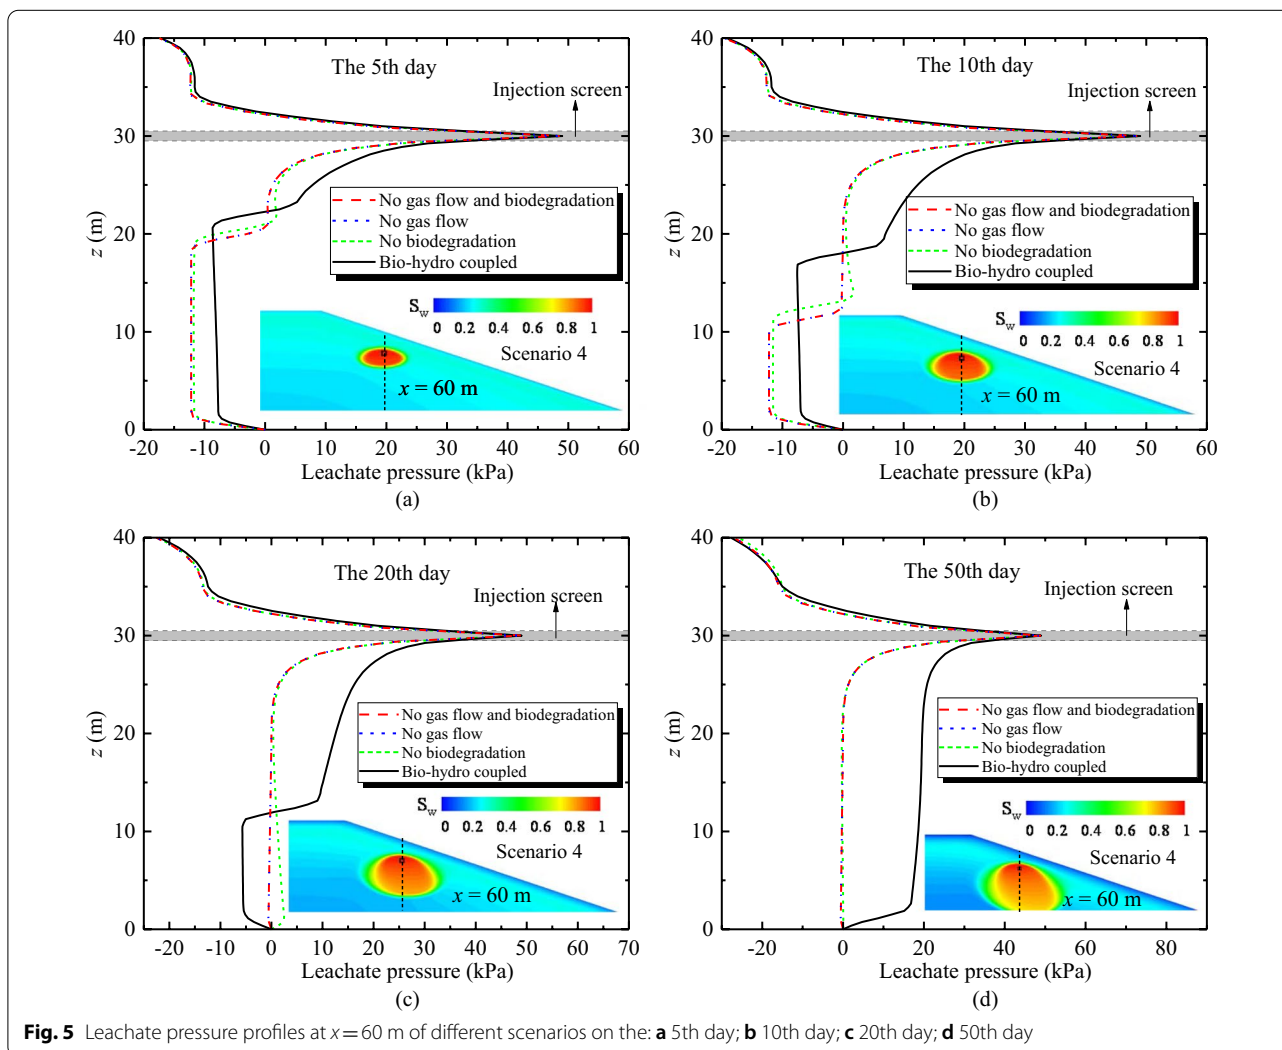 40
30
20
10
0
z (m)
The 5th day
Injection screen
No gas flow and biodegradation
No gas flow
No biodegradation
Bio-hydro coupled
S_w
0 0.2 0.4 0.6 0.8 1
Scenario 4
x = 60 m
-20 -10 0 10 20 30 40 50 60
Leachate pressure (kPa)
(a)
40
30
20
10
0
z (m)
The 10th day
Injection screen
No gas flow and biodegradation
No gas flow
No biodegradation
Bio-hydro coupled
S_w
0 0.2 0.4 0.6 0.8 1
Scenario 4
x = 60 m
-20 -10 0 10 20 30 40 50 60
Leachate pressure (kPa)
(b)
40
30
20
10
0
z (m)
The 20th day
Injection screen
No gas flow and biodegradation
No gas flow
No biodegradation
Bio-hydro coupled
S_w
0 0.2 0.4 0.6 0.8 1
Scenario 4
x = 60 m
-20 -10 0 10 20 30 40 50 60 70
Leachate pressure (kPa)
(c)
40
30
20
10
0
z (m)
The 50th day
Injection screen
No gas flow and biodegradation
No gas flow
No biodegradation
Bio-hydro coupled
S_w
0 0.2 0.4 0.6 0.8 1
Scenario 4
x = 60 m
-20 0 20 40 60 80
Leachate pressure (kPa)
(d)
Fig. 5 Leachate pressure profiles at x = 60 m of different scenarios on the: a 5th day; b 10th day; c 20th day; d 50th day